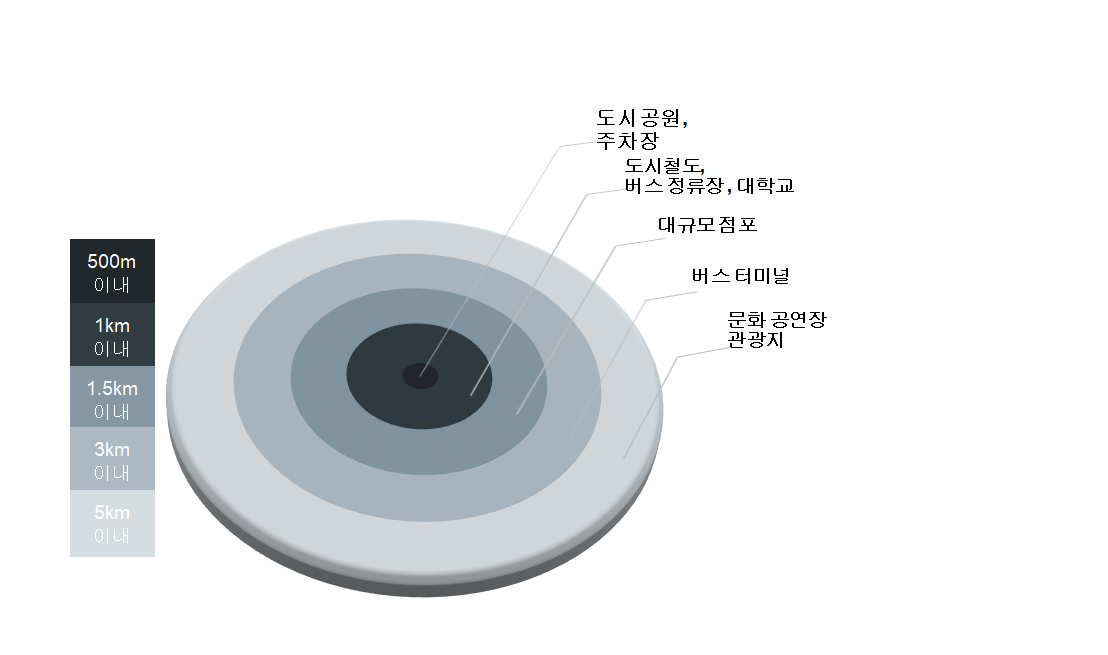 도시 공원,
주차장
도시철도,
버스 정류장, 대학교
대규모 점포
버스 터미널
문화 공연장
관광지
500m
이내
1km
이내
1.5km
이내
3km
이내
5km
이내